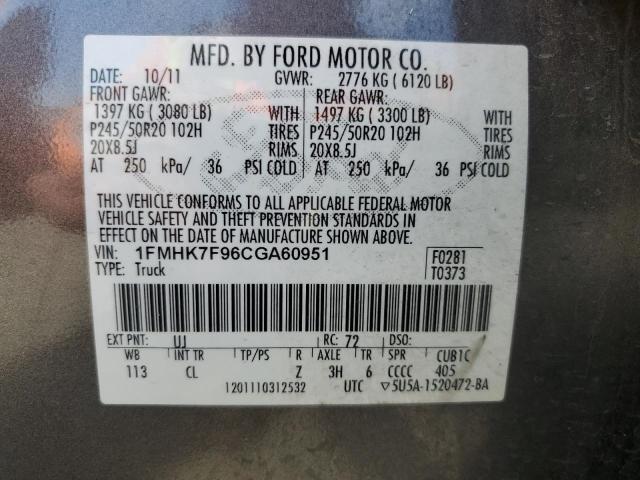 MFD. BY FORD MOTOR CO.
DATE: 10/11 GVWR: 2776 KG ( 6120 LB)
FRONT GAWR: REAR GAWR:
1397 KG ( 3080 LB) WITH 1497 KG ( 3300 LB) WITH
P245/50R20 102H TIRES P245/50R20 102H TIRES
20X8.5J RIMS 20X8.5J RIMS
AT 250 kPa/ 36 PSI COLD AT 250 kPa/ 36 PSI COLD
THIS VEHICLE CONFORMS TO ALL APPLICABLE FEDERAL MOTOR
VEHICLE SAFETY AND THEFT PREVENTION STANDARDS IN
EFFECT ON THE DATE OF MANUFACTURE SHOWN ABOVE.
VIN: 1FMHK7F96CGA60951 F0281
TYPE: Truck T0373
EXT PNT: UJ RC: 72 DSO:
WB INT TR TP/PS R AXLE TR SPR CUB1C
113 CL Z 3H 6 CCCC 405
1201110312532 UTC ▽5U5A-1520472-BA